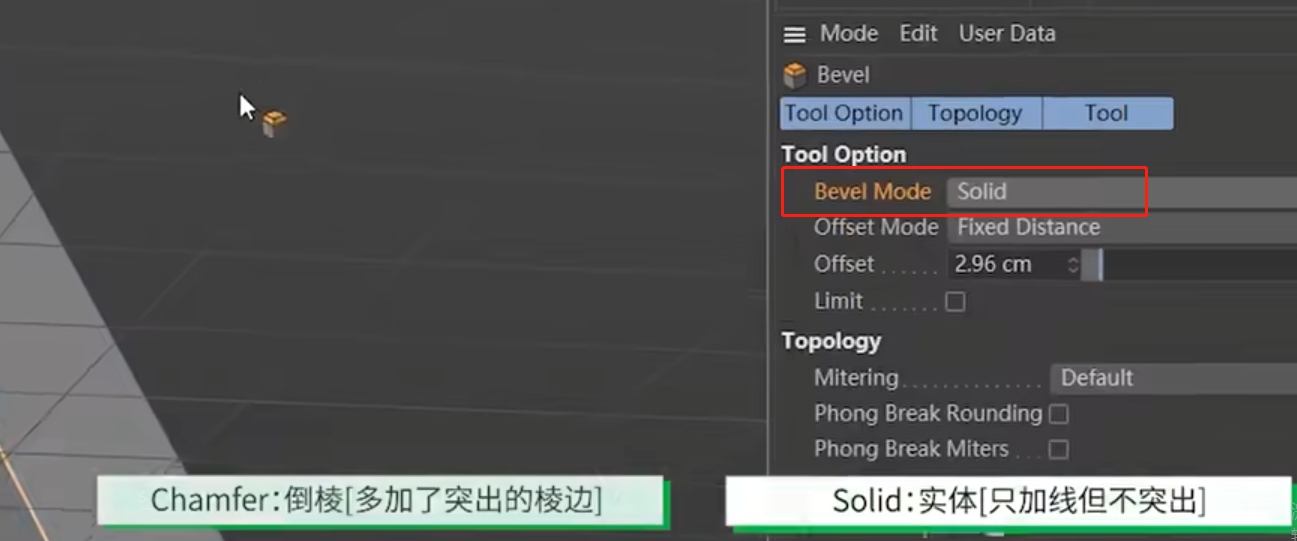 Mode Edit User Data
Bevel
Tool Option Topology Tool
Tool Option
Bevel Mode Solid
Offset Mode Fixed Distance
Offset ...... 2.96 cm
Limit .......
Topology
Mitering ............. Default
Phong Break Rounding
Phong Break Miters ...
Chamfer:倒棱[多加了突出的棱边]
Solid:实体[只加线但不突出]